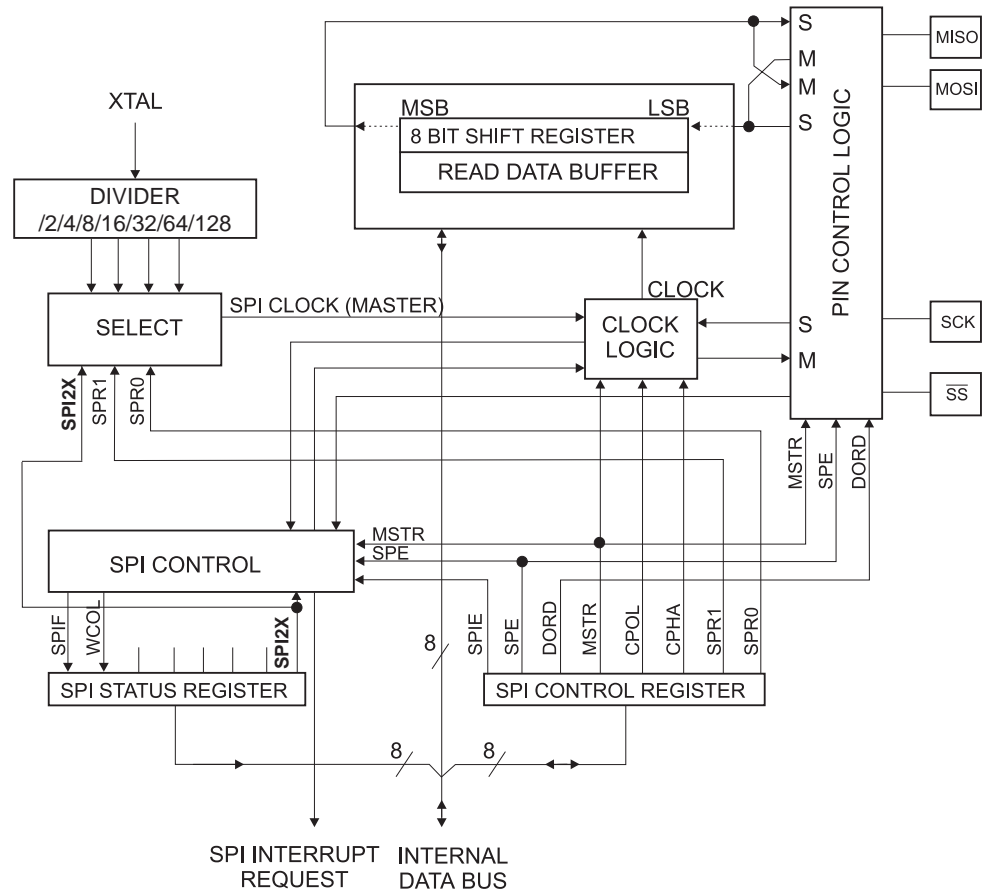 S
MISO
M
XTAL
M
MOSI
MSB
LSB
S
8 BIT SHIFT REGISTER
READ DATA BUFFER
DIVIDER
/2/4/8/16/32/64/128
PIN CONTROL LOGIC
SPI CLOCK (MASTER)
CLOCK
SELECT
CLOCK
LOGIC
S
SCK
M
SPI2X
SPR1
SPR0
SS
MSTR
SPE
DORD
MSTR
SPE
SPI CONTROL
SPIF
WCOL
SPI2X
8
SPIE
SPE
DORD
MSTR
CPOL
CPHA
SPR1
SPR0
SPI STATUS REGISTER
SPI CONTROL REGISTER
8
8
SPI INTERRUPT
REQUEST
INTERNAL
DATA BUS